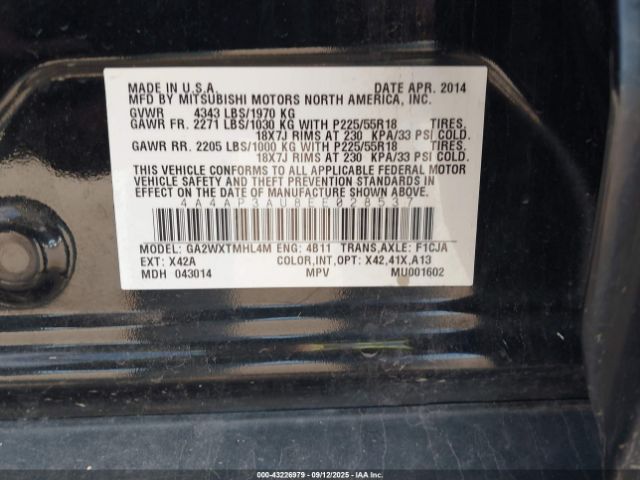 MADE IN U.S.A. DATE APR. 2014
MFD BY MITSUBISHI MOTORS NORTH AMERICA, INC.
GVWR 4343 LBS/1970 KG
GAWR FR. 2271 LBS/1030 KG WITH P225/55R18 TIRES,
18X7J RIMS AT 230 KPA/33 PSI COLD.
GAWR RR. 2205 LBS/1000 KG WITH P225/55R18 TIRES,
18X7J RIMS AT 230 KPA/33 PSI COLD.
THIS VEHICLE CONFORMS TO ALL APPLICABLE FEDERAL MOTOR
VEHICLE SAFETY AND THEFT PREVENTION STANDARDS IN
EFFECT ON THE DATE OF MANUFACTURE SHOWN ABOVE.
4A4AP3AU8EE028537
MODEL: GA2WXTMHL4M ENG: 4B11 TRANS,AXLE: F1CJA
EXT: X42A COLOR,INT,OPT: X42,41X,A13
MDH 043014 MPV MU001602
000-43226979 - 09/12/2025 - IAA Inc.